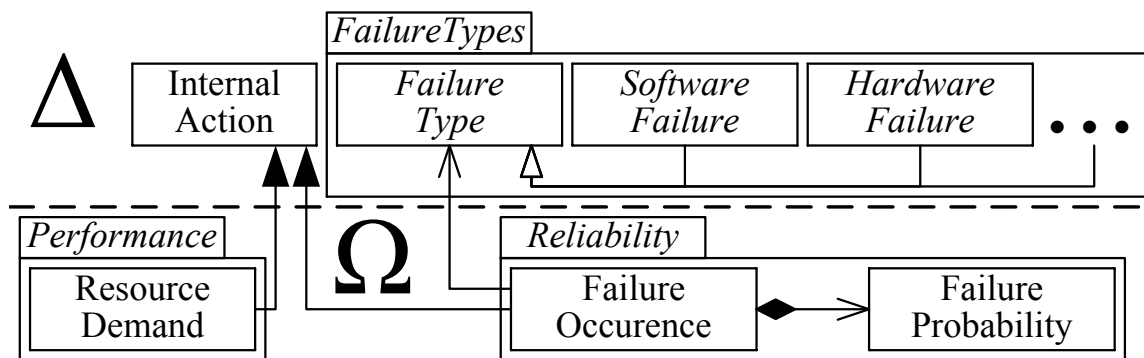 FailureTypes
Δ
Internal
Action
Failure
Type
Software
Failure
Hardware
Failure
...
Performance
Ω
Reliability
Resource
Demand
Failure
Occurence
Failure
Probability